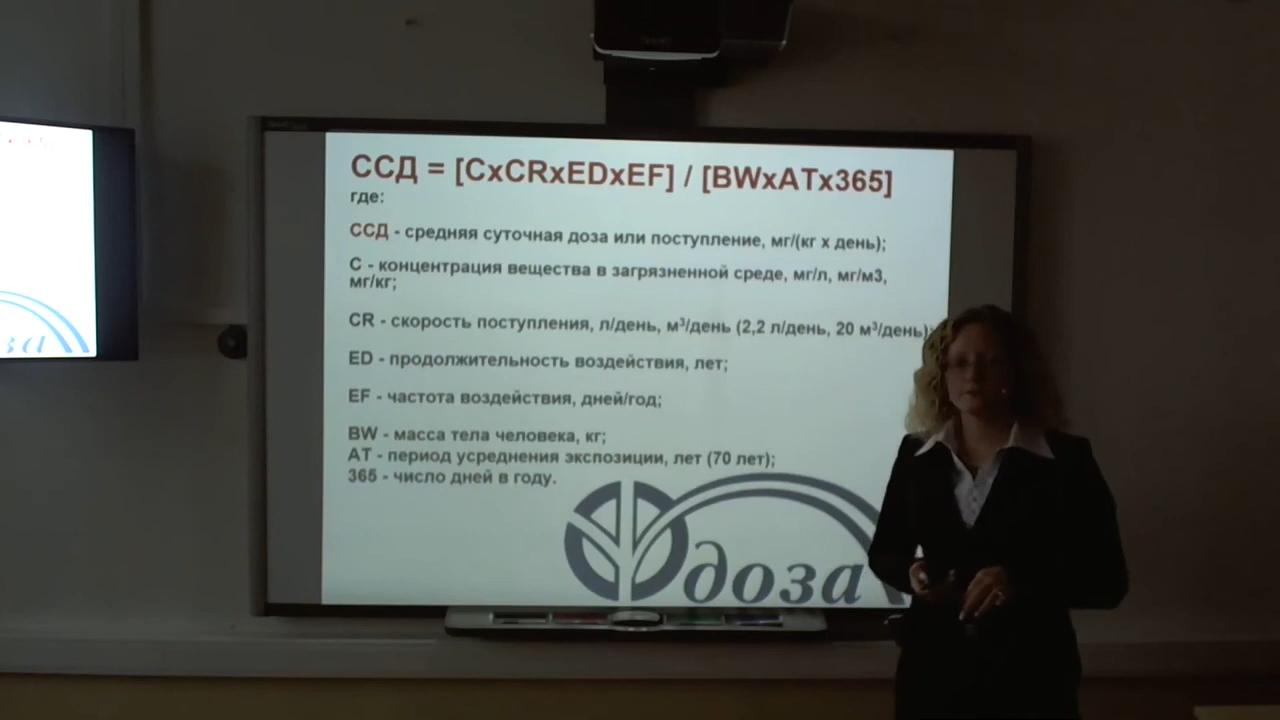 ССД = [CxCRxEDxEF] / [BWxATx365]
где:
ССД - средняя суточная доза или поступление, мг/(кг х день);
С - концентрация вещества в загрязненной среде, мг/л, мг/м3,
мг/кг;
CR - скорость поступления, л/день, м³/день (2,2 л/день, 20 м³/день);
ED - продолжительность воздействия, лет;
EF - частота воздействия, дней/год;
BW - масса тела человека, кг;
АТ - период усреднения экспозиции, лет (70 лет);
365 - число дней в году.
доза
за